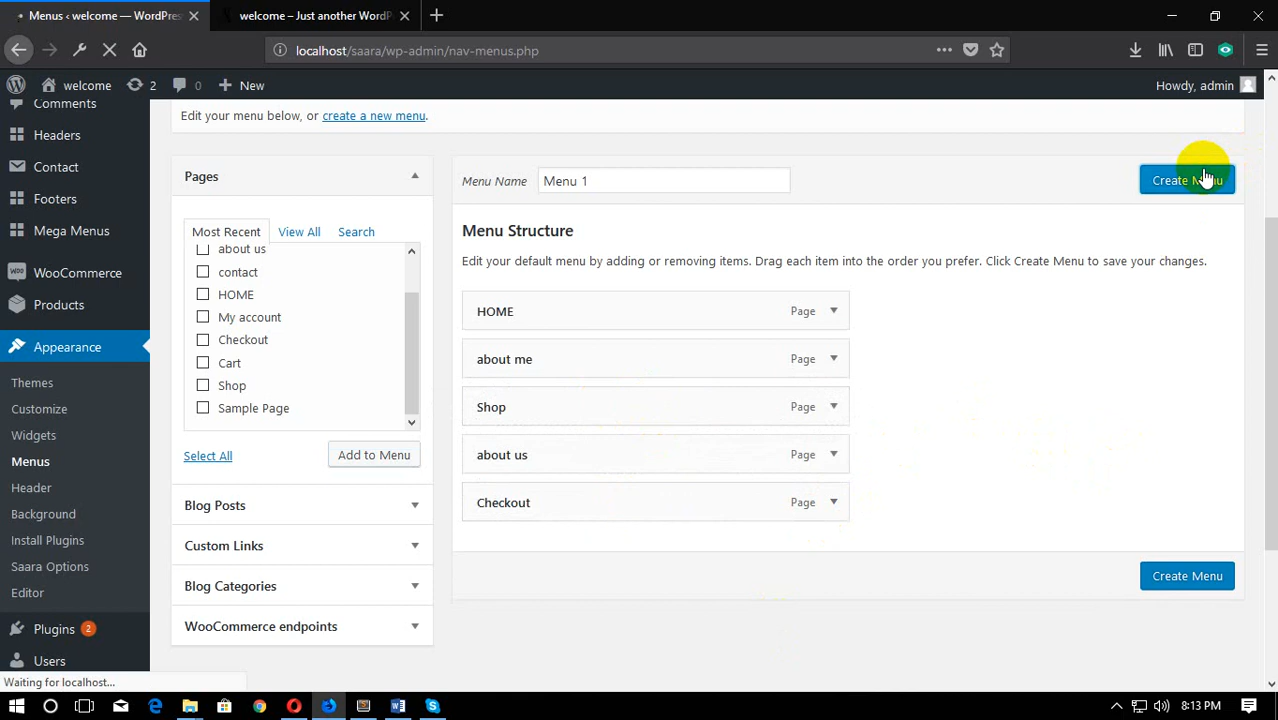 Menus ‹ welcome — WordPres
welcome – Just another WordP
localhost/saara/wp-admin/nav-menus.php
welcome
2
0
New
Howdy, admin
Comments
Headers
Contact
Footers
Mega Menus
WooCommerce
Products
Appearance
Themes
Customize
Widgets
Menus
Header
Background
Install Plugins
Saara Options
Editor
Plugins 2
Users
Edit your menu below, or create a new menu.
Pages
Most Recent
View All
Search
about us
contact
HOME
My account
Checkout
Cart
Shop
Sample Page
Select All
Add to Menu
Blog Posts
Custom Links
Blog Categories
WooCommerce endpoints
Menu Name
Menu 1
Create Menu
Menu Structure
Edit your default menu by adding or removing items. Drag each item into the order you prefer. Click Create Menu to save your changes.
HOME Page
about me Page
Shop Page
about us Page
Checkout Page
Create Menu
Waiting for localhost...
8:13 PM